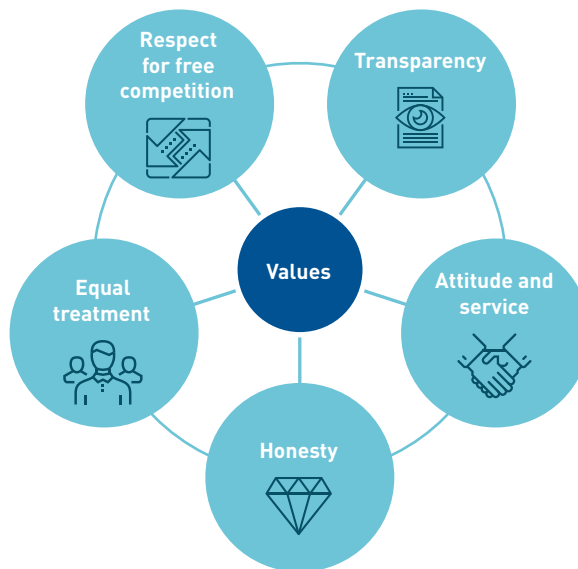 Respect
for free
competition
Transparency
Values
Equal
treatment
Attitude and
service
Honesty